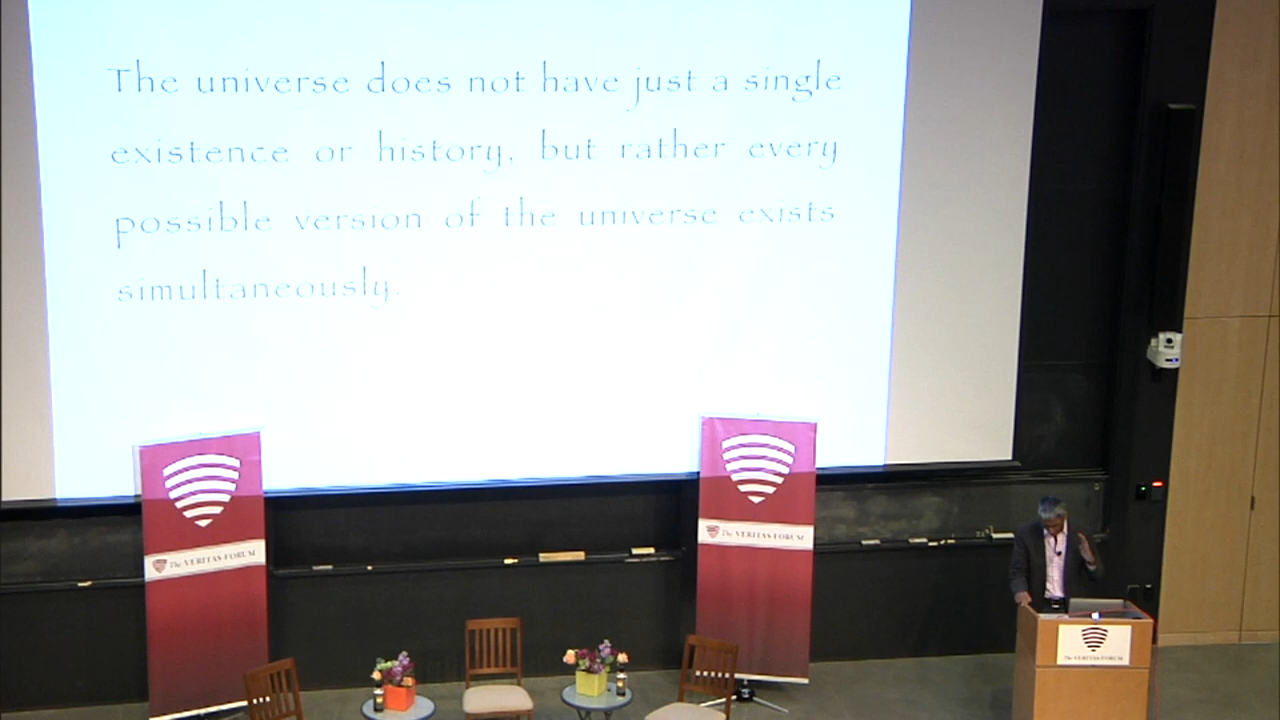 The universe does not have just a single
existence or history, but rather every
possible version of the universe exists
simultaneously.
The VERITAS FORUM
The VERITAS FORUM
The VERITAS FORUM